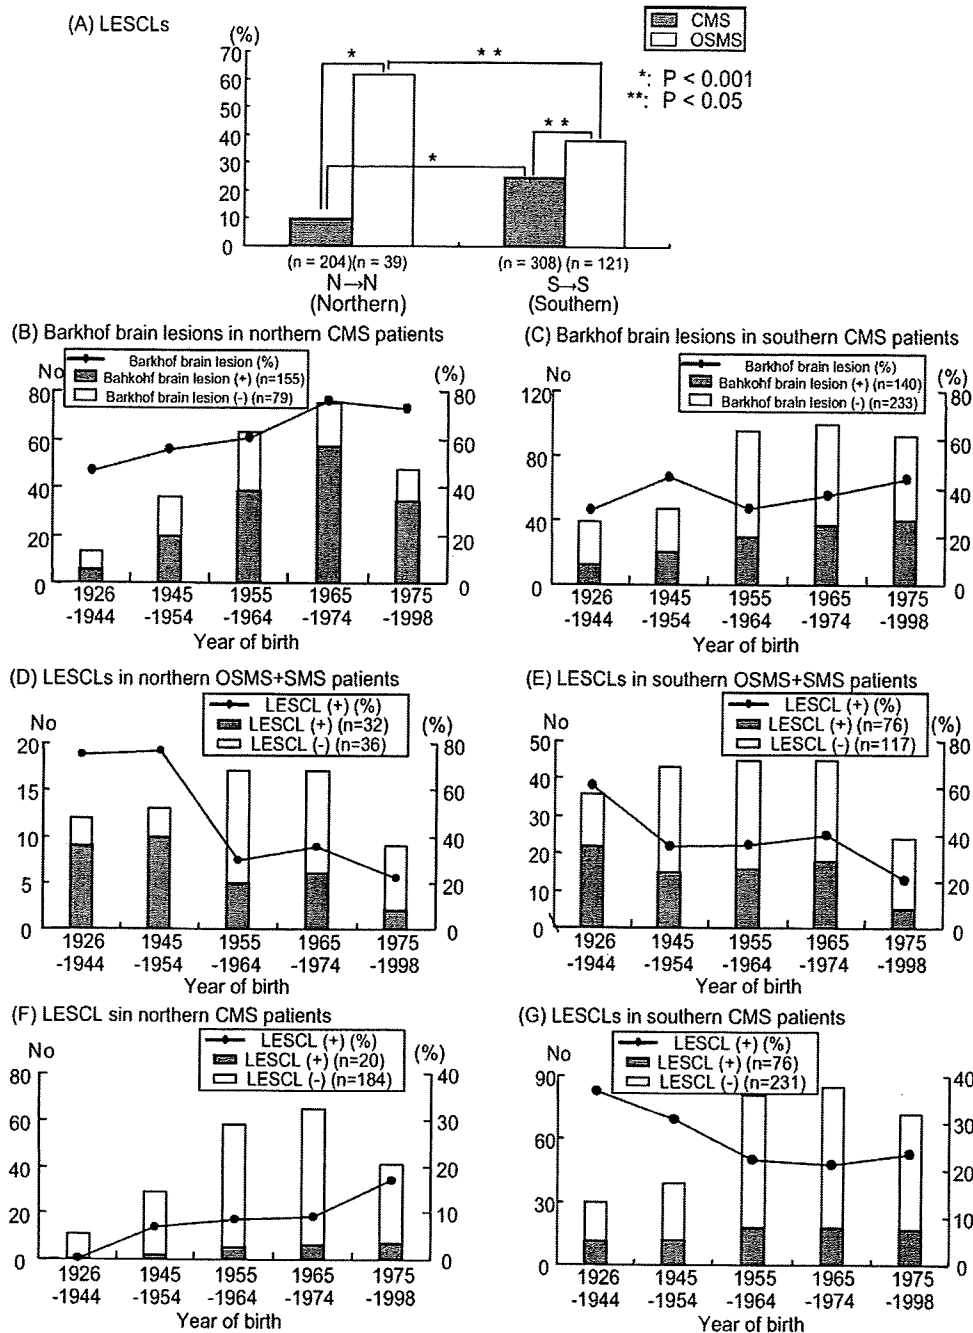 (A) LESCLs
CMS
OSMS
*: P < 0.001
**: P < 0.05
(%)
70
60
50
40
30
20
10
0
*
* *
*
* *
(n = 204)(n = 39)
(n = 308) (n = 121)
N→N
S→S
(Northern)
(Southern)
(B) Barkhof brain lesions in northern CMS patients
No
(%)
Barkhof brain lesion (%)
Bahkohf brain lesion (+) (n=155)
Barkhof brain lesion (-) (n=79)
80
60
40
20
0
80
60
40
20
0
1926 1945 1955 1965 1975
-1944 -1954 -1964 -1974 -1998
Year of birth
(C) Barkhof brain lesions in southern CMS patients
No
(%)
Barkhof brain lesion (%)
Bahkohf brain lesion (+) (n=140)
Barkhof brain lesion (-) (n=233)
120
80
40
0
80
60
40
20
0
1926 1945 1955 1965 1975
-1944 -1954 -1964 -1974 -1998
Year of birth
(D) LESCLs in northern OSMS+SMS patients
No
(%)
LESCL (+) (%)
LESCL (+) (n=32)
LESCL (-) (n=36)
20
15
10
5
0
80
60
40
20
0
1926 1945 1955 1965 1975
-1944 -1954 -1964 -1974 -1998
Year of birth
(E) LESCLs in southern OSMS+SMS patients
No
(%)
LESCL (+) (%)
LESCL (+) (n=76)
LESCL (-) (n=117)
50
40
30
20
10
0
80
60
40
20
0
1926 1945 1955 1965 1975
-1944 -1954 -1964 -1974 -1998
Year of birth
(F) LESCL sin northern CMS patients
No
(%)
LESCL (+) (%)
LESCL (+) (n=20)
LESCL (-) (n=184)
80
60
40
20
0
40
30
20
10
0
1926 1945 1955 1965 1975
-1944 -1954 -1964 -1974 -1998
Year of birth
(G) LESCLs in southern CMS patients
No
(%)
LESCL (+) (%)
LESCL (+) (n=76)
LESCL (-) (n=231)
90
60
30
0
40
30
20
10
0
1926 1945 1955 1965 1975
-1944 -1954 -1964 -1974 -1998
Year of birth